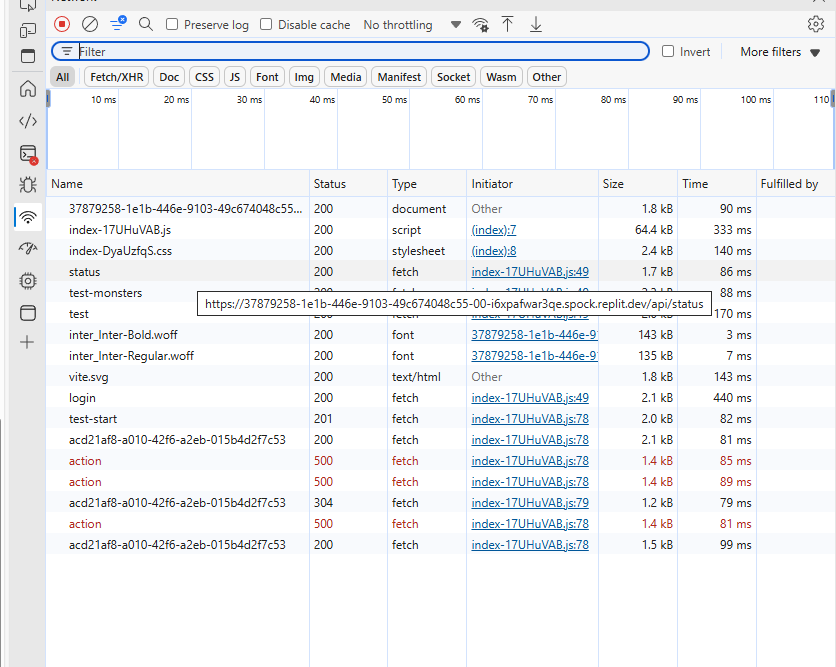 Preserve log Disable cache No throttling
Filter Invert More filters
All Fetch/XHR Doc CSS JS Font Img Media Manifest Socket Wasm Other
10 ms 20 ms 30 ms 40 ms 50 ms 60 ms 70 ms 80 ms 90 ms 100 ms 110
Name Status Type Initiator Size Time Fulfilled by
37879258-1e1b-446e-9103-49c674048c55... 200 document Other 1.8 kB 90 ms
index-17UHuVAB.js 200 script (index):7 64.4 kB 333 ms
index-DyaUzfqS.css 200 stylesheet (index):8 2.4 kB 140 ms
status 200 fetch index-17UHuVAB.js:49 1.7 kB 86 ms
test-monsters 88 ms
https://37879258-1e1b-446e-9103-49c674048c55-00-i6xpafwar3qe.spock.replit.dev/api/status
test 170 ms
inter_Inter-Bold.woff 200 font 37879258-1e1b-446e-91 143 kB 3 ms
inter_Inter-Regular.woff 200 font 37879258-1e1b-446e-91 135 kB 7 ms
vite.svg 200 text/html Other 1.8 kB 143 ms
login 200 fetch index-17UHuVAB.js:49 2.1 kB 440 ms
test-start 201 fetch index-17UHuVAB.js:78 2.0 kB 82 ms
acd21af8-a010-42f6-a2eb-015b4d2f7c53 200 fetch index-17UHuVAB.js:78 2.1 kB 81 ms
action 500 fetch index-17UHuVAB.js:78 1.4 kB 85 ms
action 500 fetch index-17UHuVAB.js:78 1.4 kB 89 ms
acd21af8-a010-42f6-a2eb-015b4d2f7c53 304 fetch index-17UHuVAB.js:79 1.2 kB 79 ms
action 500 fetch index-17UHuVAB.js:78 1.4 kB 81 ms
acd21af8-a010-42f6-a2eb-015b4d2f7c53 200 fetch index-17UHuVAB.js:78 1.5 kB 99 ms